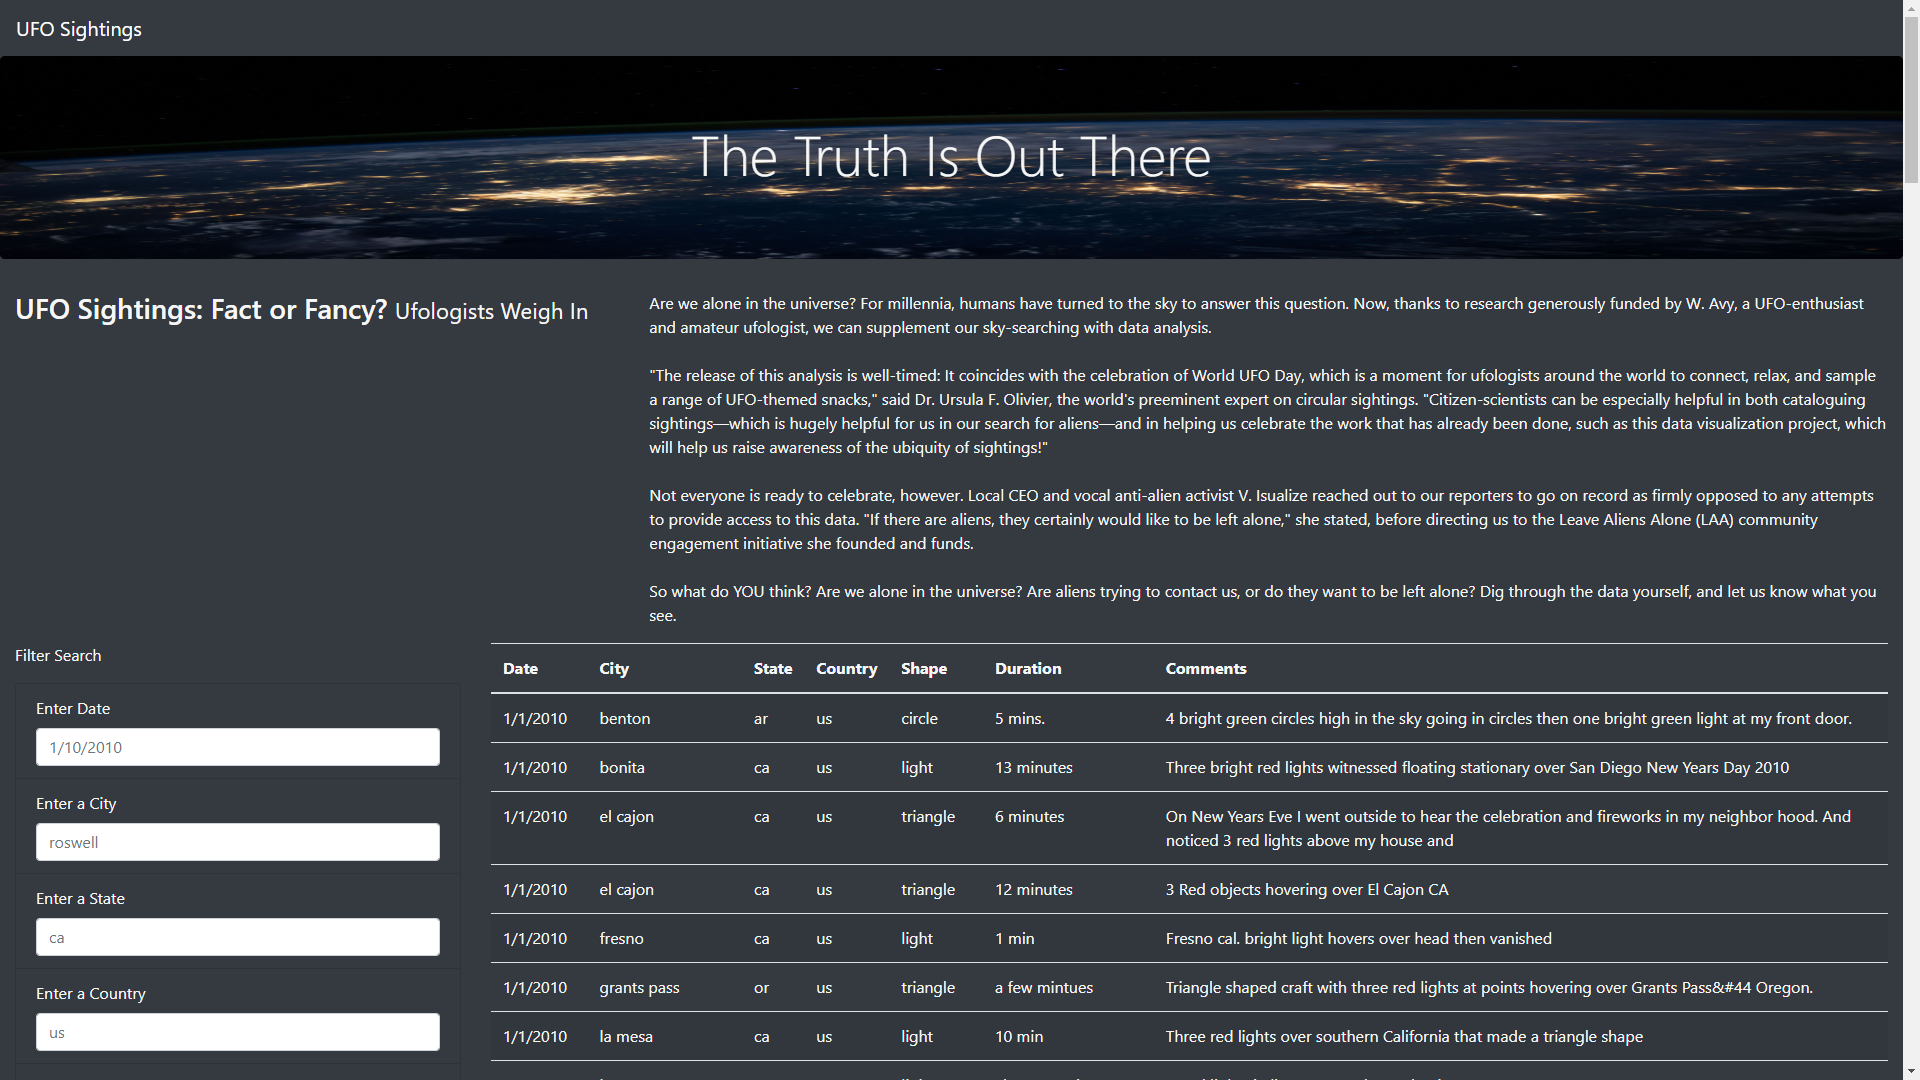 UFO Sightings
The Truth Is Out There
UFO Sightings: Fact or Fancy? Ufologists Weigh In
Are we alone in the universe? For millennia, humans have turned to the sky to answer this question. Now, thanks to research generously funded by W. Avy, a UFO-enthusiast
and amateur ufologist, we can supplement our sky-searching with data analysis.
"The release of this analysis is well-timed: It coincides with the celebration of World UFO Day, which is a moment for ufologists around the world to connect, relax, and sample
a range of UFO-themed snacks," said Dr. Ursula F. Olivier, the world's preeminent expert on circular sightings. "Citizen-scientists can be especially helpful in both cataloguing
sightings—which is hugely helpful for us in our search for aliens—and in helping us celebrate the work that has already been done, such as this data visualization project, which
will help us raise awareness of the ubiquity of sightings!"
Not everyone is ready to celebrate, however. Local CEO and vocal anti-alien activist V. Isualize reached out to our reporters to go on record as firmly opposed to any attempts
to provide access to this data. "If there are aliens, they certainly would like to be left alone," she stated, before directing us to the Leave Aliens Alone (LAA) community
engagement initiative she founded and funds.
So what do YOU think? Are we alone in the universe? Are aliens trying to contact us, or do they want to be left alone? Dig through the data yourself, and let us know what you
see.
Filter Search
Enter Date
1/10/2010
Enter a City
roswell
Enter a State
ca
Enter a Country
us
Date City State Country Shape Duration Comments
1/1/2010 benton ar us circle 5 mins. 4 bright green circles high in the sky going in circles then one bright green light at my front door.
1/1/2010 bonita ca us light 13 minutes Three bright red lights witnessed floating stationary over San Diego New Years Day 2010
1/1/2010 el cajon ca us triangle 6 minutes On New Years Eve I went outside to hear the celebration and fireworks in my neighbor hood. And
noticed 3 red lights above my house and
1/1/2010 el cajon ca us triangle 12 minutes 3 Red objects hovering over El Cajon CA
1/1/2010 fresno ca us light 1 min Fresno cal. bright light hovers over head then vanished
1/1/2010 grants pass or us triangle a few mintues Triangle shaped craft with three red lights at points hovering over Grants Pass&#44 Oregon.
1/1/2010 la mesa ca us light 10 min Three red lights over southern California that made a triangle shape